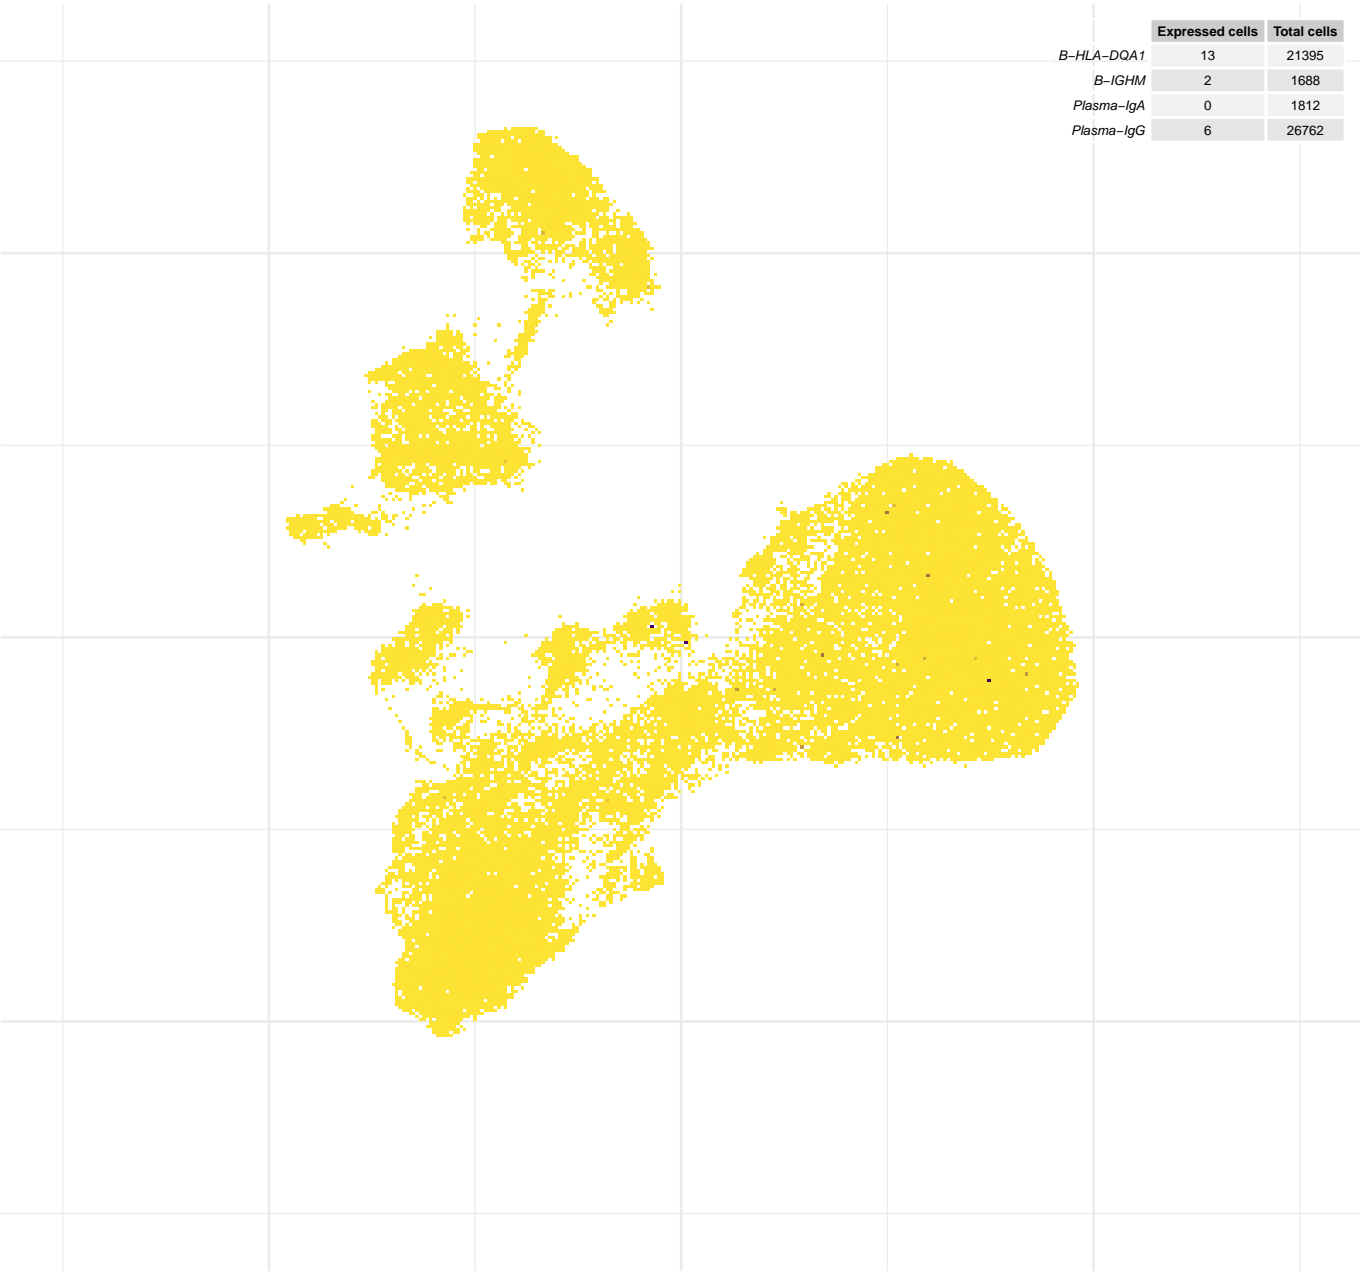 Expressed cells Total cells
B−HLA−DQA1 13 21395
B−IGHM 2 1688
Plasma−IgA 0 1812
Plasma−IgG 6 26762